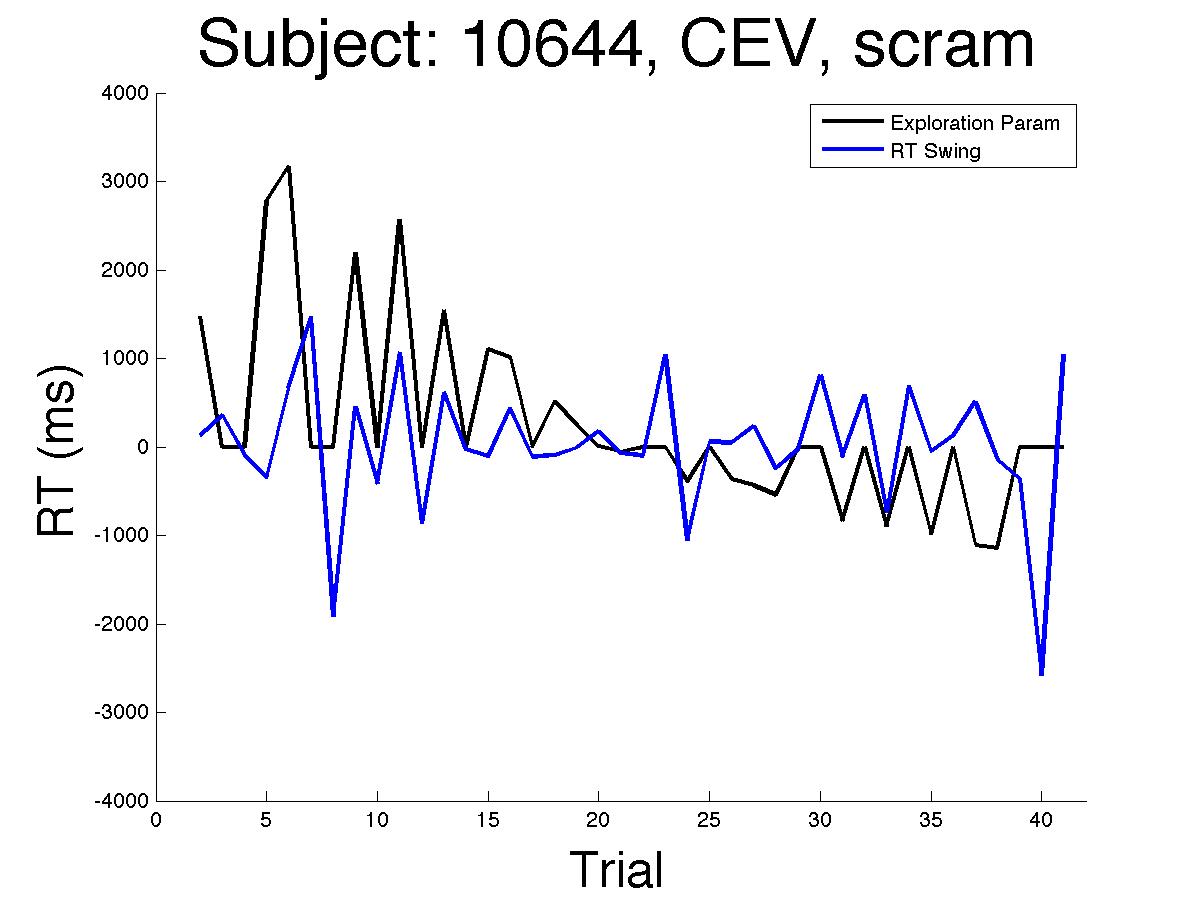 Subject: 10644, CEV, scram
4000
3000
2000
1000
0
-1000
-2000
-3000
-4000
RT (ms)
Exploration Param
RT Swing
0 5 10 15 20 25 30 35 40
Trial